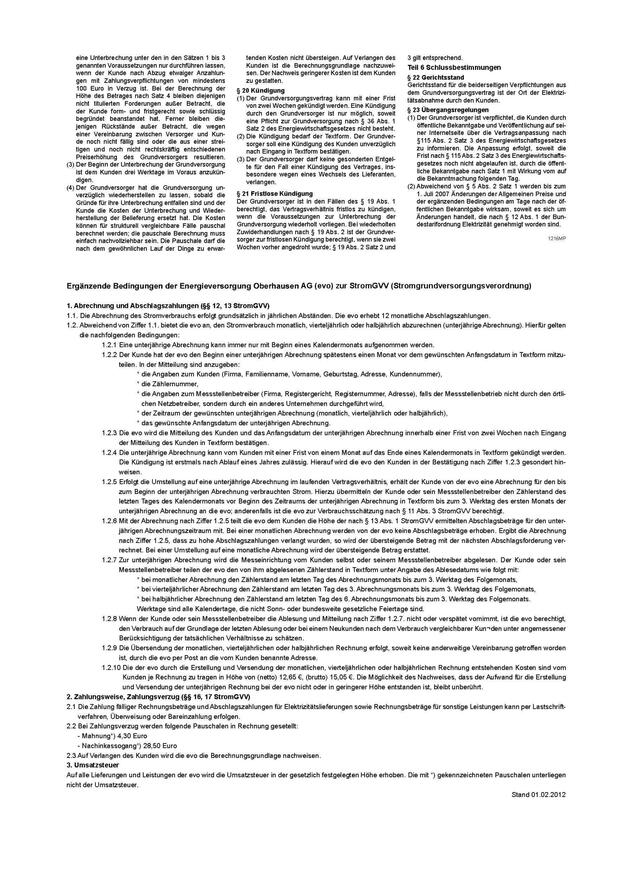 eine Unterbrechung unter den in den Sätzen 1 bis 3
genannten Voraussetzungen nur durchführen lassen,
wenn der Kunde nach Abzug etwaiger Anzahlun-
gen mit Zahlungsverpflichtungen von mindestens
100 Euro in Verzug ist. Bei der Berechnung der
Höhe des Betrages nach Satz 4 bleiben diejenigen
nicht titulierten Forderungen außer Betracht, die
der Kunde form- und fristgerecht sowie schlüssig
begründet beanstandet hat. Ferner bleiben die-
jenigen Rückstände außer Betracht, die wegen
einer Vereinbarung zwischen Versorger und Kun-
de noch nicht fällig sind oder die aus einer strei-
tigen und noch nicht rechtskräftig entschiedenen
Preiserhöhung des Grundversorgers resultieren.
(3) Der Beginn der Unterbrechung der Grundversorgung
ist dem Kunden drei Werktage im Voraus anzukün-
digen.
(4) Der Grundversorger hat die Grundversorgung un-
verzüglich wiederherstellen zu lassen, sobald die
Gründe für ihre Unterbrechung entfallen sind und der
Kunde die Kosten der Unterbrechung und Wieder-
herstellung der Belieferung ersetzt hat. Die Kosten
können für strukturell vergleichbare Fälle pauschal
berechnet werden; die pauschale Berechnung muss
einfach nachvollziehbar sein. Die Pauschale darf die
nach dem gewöhnlichen Lauf der Dinge zu erwar-
tenden Kosten nicht übersteigen. Auf Verlangen des
Kunden ist die Berechnungsgrundlage nachzuwei-
sen. Der Nachweis geringerer Kosten ist dem Kunden
zu gestatten.
§ 20 Kündigung
(1) Der Grundversorgungsvertrag kann mit einer Frist
von zwei Wochen gekündigt werden. Eine Kündigung
durch den Grundversorger ist nur möglich, soweit
eine Pflicht zur Grundversorgung nach § 36 Abs. 1
Satz 2 des Energiewirtschaftsgesetzes nicht besteht.
(2) Die Kündigung bedarf der Textform. Der Grundver-
sorger soll eine Kündigung des Kunden unverzüglich
nach Eingang in Textform bestätigen.
(3) Der Grundversorger darf keine gesonderten Entgel-
te für den Fall einer Kündigung des Vertrages, ins-
besondere wegen eines Wechsels des Lieferanten,
verlangen.
§ 21 Fristlose Kündigung
Der Grundversorger ist in den Fällen des § 19 Abs. 1
berechtigt, das Vertragsverhältnis fristlos zu kündigen,
wenn die Voraussetzungen zur Unterbrechung der
Grundversorgung wiederholt vorliegen. Bei wiederholten
Zuwiderhandlungen nach § 19 Abs. 2 ist der Grundver-
sorger zur fristlosen Kündigung berechtigt, wenn sie zwei
Wochen vorher angedroht wurde; § 19 Abs. 2 Satz 2 und
3 gilt entsprechend.
Teil 6 Schlussbestimmungen
§ 22 Gerichtsstand
Gerichtsstand für die beiderseitigen Verpflichtungen aus
dem Grundversorgungsvertrag ist der Ort der Elektrizi-
tätsabnahme durch den Kunden.
§ 23 Übergangsregelungen
(1) Der Grundversorger ist verpflichtet, die Kunden durch
öffentliche Bekanntgabe und Veröffentlichung auf sei-
ner Internetseite über die Vertragsanpassung nach
§115 Abs. 2 Satz 3 des Energiewirtschaftsgesetzes
zu informieren. Die Anpassung erfolgt, soweit die
Frist nach § 115 Abs. 2 Satz 3 des Energiewirtschafts-
gesetzes noch nicht abgelaufen ist, durch die öffent-
liche Bekanntgabe nach Satz 1 mit Wirkung vom auf
die Bekanntmachung folgenden Tag.
(2) Abweichend von § 5 Abs. 2 Satz 1 werden bis zum
1. Juli 2007 Änderungen der Allgemeinen Preise und
der ergänzenden Bedingungen am Tage nach der öf-
fentlichen Bekanntgabe wirksam, soweit es sich um
Änderungen handelt, die nach § 12 Abs. 1 der Bun-
destarifordnung Elektrizität genehmigt worden sind.
1216MP
Ergänzende Bedingungen der Energieversorgung Oberhausen AG (evo) zur StromGVV (Stromgrundversorgungsverordnung)
1. Abrechnung und Abschlagszahlungen (§§ 12, 13 StromGVV)
1.1. Die Abrechnung des Stromverbrauchs erfolgt grundsätzlich in jährlichen Abständen. Die evo erhebt 12 monatliche Abschlagszahlungen.
1.2. Abweichend von Ziffer 1.1. bietet die evo an, den Stromverbrauch monatlich, vierteljährlich oder halbjährlich abzurechnen (unterjährige Abrechnung). Hierfür gelten
die nachfolgenden Bedingungen:
1.2.1 Eine unterjährige Abrechnung kann immer nur mit Beginn eines Kalendermonats aufgenommen werden.
1.2.2 Der Kunde hat der evo den Beginn einer unterjährigen Abrechnung spätestens einen Monat vor dem gewünschten Anfangsdatum in Textform mitzu-
teilen. In der Mitteilung sind anzugeben:
* die Angaben zum Kunden (Firma, Familienname, Vorname, Geburtstag, Adresse, Kundennummer),
* die Zählernummer,
* die Angaben zum Messstellenbetreiber (Firma, Registergericht, Registernummer, Adresse), falls der Messstellenbetrieb nicht durch den örtli-
chen Netzbetreiber, sondern durch ein anderes Unternehmen durchgeführt wird,
* der Zeitraum der gewünschten unterjährigen Abrechnung (monatlich, vierteljährlich oder halbjährlich),
* das gewünschte Anfangsdatum der unterjährigen Abrechnung.
1.2.3 Die evo wird die Mitteilung des Kunden und das Anfangsdatum der unterjährigen Abrechnung innerhalb einer Frist von zwei Wochen nach Eingang
der Mitteilung des Kunden in Textform bestätigen.
1.2.4 Die unterjährige Abrechnung kann vom Kunden mit einer Frist von einem Monat auf das Ende eines Kalendermonats in Textform gekündigt werden.
Die Kündigung ist erstmals nach Ablauf eines Jahres zulässig. Hierauf wird die evo den Kunden in der Bestätigung nach Ziffer 1.2.3 gesondert hin-
weisen.
1.2.5 Erfolgt die Umstellung auf eine unterjährige Abrechnung im laufenden Vertragsverhältnis, erhält der Kunde von der evo eine Abrechnung für den bis
zum Beginn der unterjährigen Abrechnung verbrauchten Strom. Hierzu übermitteln der Kunde oder sein Messstellenbetreiber den Zählerstand des
letzten Tages des Kalendermonats vor Beginn des Zeitraums der unterjährigen Abrechnung in Textform bis zum 3. Werktag des ersten Monats der
unterjährigen Abrechnung an die evo; anderenfalls ist die evo zur Verbrauchsschätzung nach § 11 Abs. 3 StromGVV berechtigt.
1.2.6 Mit der Abrechnung nach Ziffer 1.2.5 teilt die evo dem Kunden die Höhe der nach § 13 Abs. 1 StromGVV ermittelten Abschlagsbeträge für den unter-
jährigen Abrechnungszeitraum mit. Bei einer monatlichen Abrechnung werden von der evo keine Abschlagsbeträge erhoben. Ergibt die Abrechnung
nach Ziffer 1.2.5, dass zu hohe Abschlagszahlungen verlangt wurden, so wird der übersteigende Betrag mit der nächsten Abschlagsforderung ver-
rechnet. Bei einer Umstellung auf eine monatliche Abrechnung wird der übersteigende Betrag erstattet.
1.2.7 Zur unterjährigen Abrechnung wird die Messeinrichtung vom Kunden selbst oder seinem Messstellenbetreiber abgelesen. Der Kunde oder sein
Messstellenbetreiber teilen der evo den von ihm abgelesenen Zählerstand in Textform unter Angabe des Ablesedatums wie folgt mit:
* bei monatlicher Abrechnung den Zählerstand am letzten Tag des Abrechnungsmonats bis zum 3. Werktag des Folgemonats,
* bei vierteljährlicher Abrechnung den Zählerstand am letzten Tag des 3. Abrechnungsmonats bis zum 3. Werktag des Folgemonats,
* bei halbjährlicher Abrechnung den Zählerstand am letzten Tag des 6. Abrechnungsmonats bis zum 3. Werktag des Folgemonats.
Werktage sind alle Kalendertage, die nicht Sonn- oder bundesweite gesetzliche Feiertage sind.
1.2.8 Wenn der Kunde oder sein Messstellenbetreiber die Ablesung und Mitteilung nach Ziffer 1.2.7. nicht oder verspätet vornimmt, ist die evo berechtigt,
den Verbrauch auf der Grundlage der letzten Ablesung oder bei einem Neukunden nach dem Verbrauch vergleichbarer Kun¬den unter angemessener
Berücksichtigung der tatsächlichen Verhältnisse zu schätzen.
1.2.9 Die Übersendung der monatlichen, vierteljährlichen oder halbjährlichen Rechnung erfolgt, soweit keine anderweitige Vereinbarung getroffen worden
ist, durch die evo per Post an die vom Kunden benannte Adresse.
1.2.10 Die der evo durch die Erstellung und Versendung der monatlichen, vierteljährlichen oder halbjährlichen Rechnung entstehenden Kosten sind vom
Kunden je Rechnung zu tragen in Höhe von (netto) 12,65 €, (brutto) 15,05 €. Die Möglichkeit des Nachweises, dass der Aufwand für die Erstellung
und Versendung der unterjährigen Rechnung bei der evo nicht oder in geringerer Höhe entstanden ist, bleibt unberührt.
2. Zahlungsweise, Zahlungsverzug (§§ 16, 17 StromGVV)
2.1 Die Zahlung fälliger Rechnungsbeträge und Abschlagszahlungen für Elektrizitätslieferungen sowie Rechnungsbeträge für sonstige Leistungen kann per Lastschrift-
verfahren, Überweisung oder Bareinzahlung erfolgen.
2.2 Bei Zahlungsverzug werden folgende Pauschalen in Rechnung gesetellt:
- Mahnung*) 4,30 Euro
- Nachinkassogang*) 28,50 Euro
2.3 Auf Verlangen des Kunden wird die evo die Berechnungsgrundlage nachweisen.
3. Umsatzsteuer
Auf alle Lieferungen und Leistungen der evo wird die Umsatzsteuer in der gesetzlich festgelegten Höhe erhoben. Die mit *) gekennzeichneten Pauschalen unterliegen
nicht der Umsatzsteuer.
Stand 01.02.2012